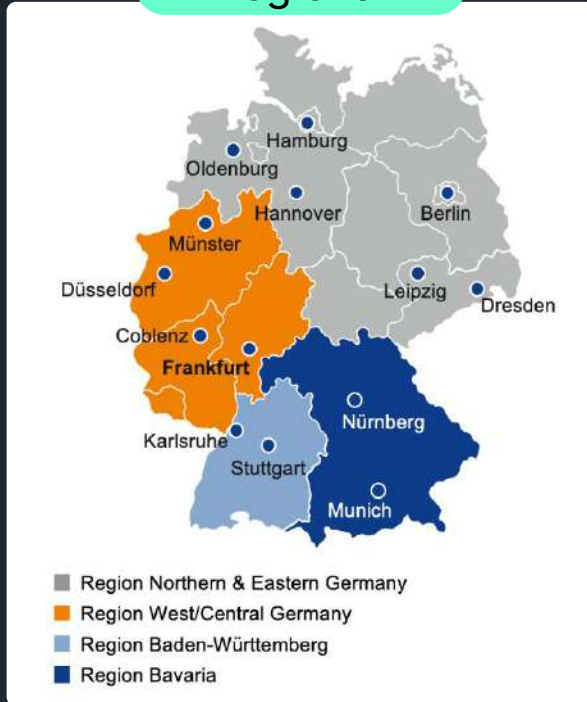 Hamburg
Oldenburg
Hannover
Berlin
Münster
Düsseldorf
Leipzig
Dresden
Coblenz
Frankfurt
Nürnberg
Karlsruhe
Stuttgart
Munich
Region Northern & Eastern Germany
Region West/Central Germany
Region Baden-Württemberg
Region Bavaria